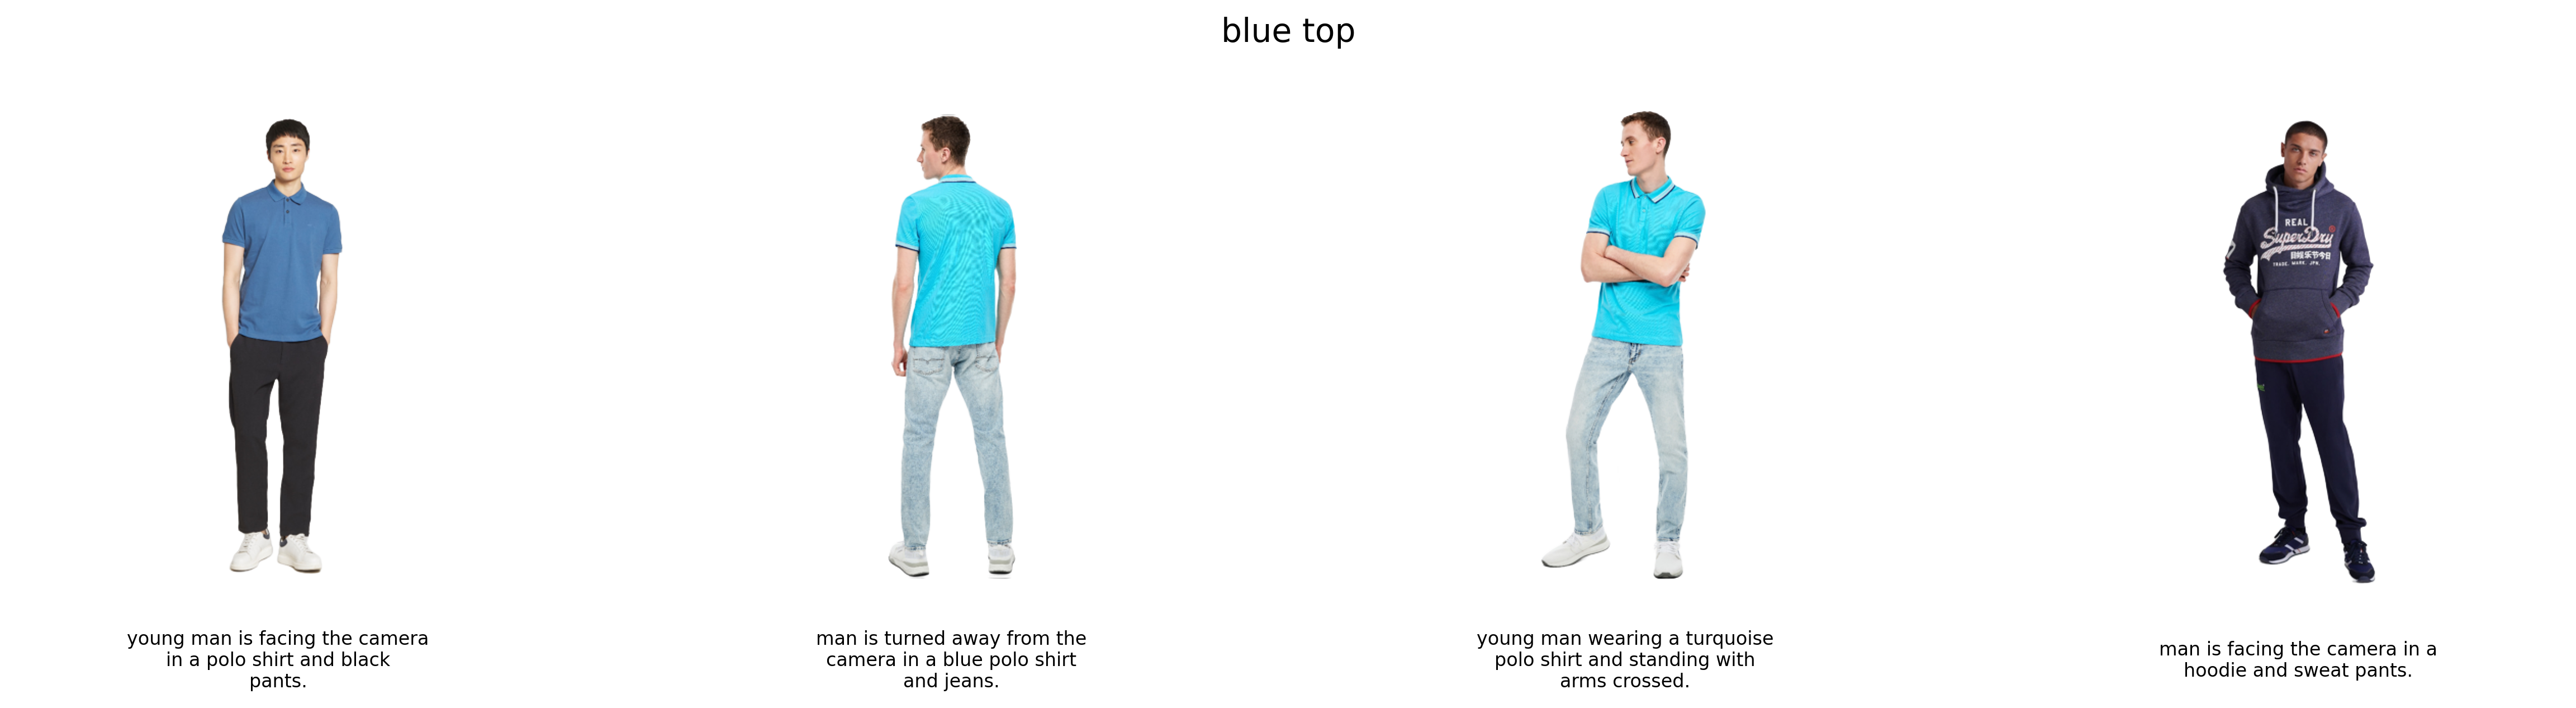 blue top
REAL
SuperDry
TRADE. MARK. JPN.
young man is facing the camera
in a polo shirt and black
pants.
man is turned away from the
camera in a blue polo shirt
and jeans.
young man wearing a turquoise
polo shirt and standing with
arms crossed.
man is facing the camera in a
hoodie and sweat pants.